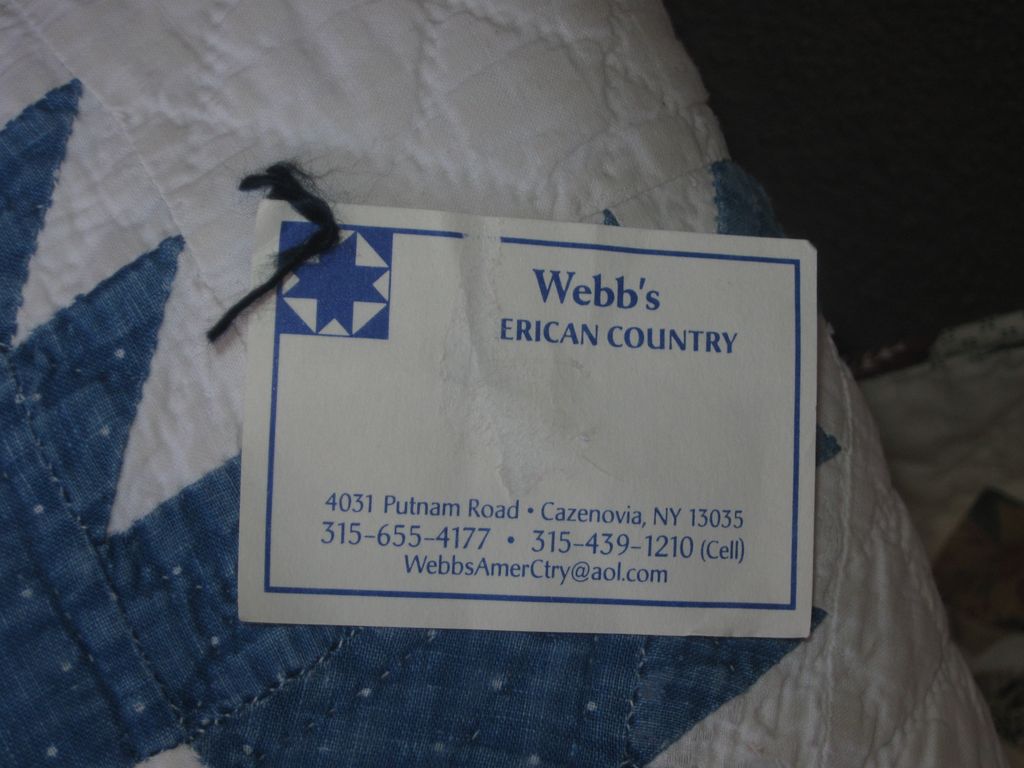 Webb's
ERICAN COUNTRY
4031 Putnam Road • Cazenovia, NY 13035
315-655-4177 • 315-439-1210 (Cell)
WebbsAmerCtry@aol.com